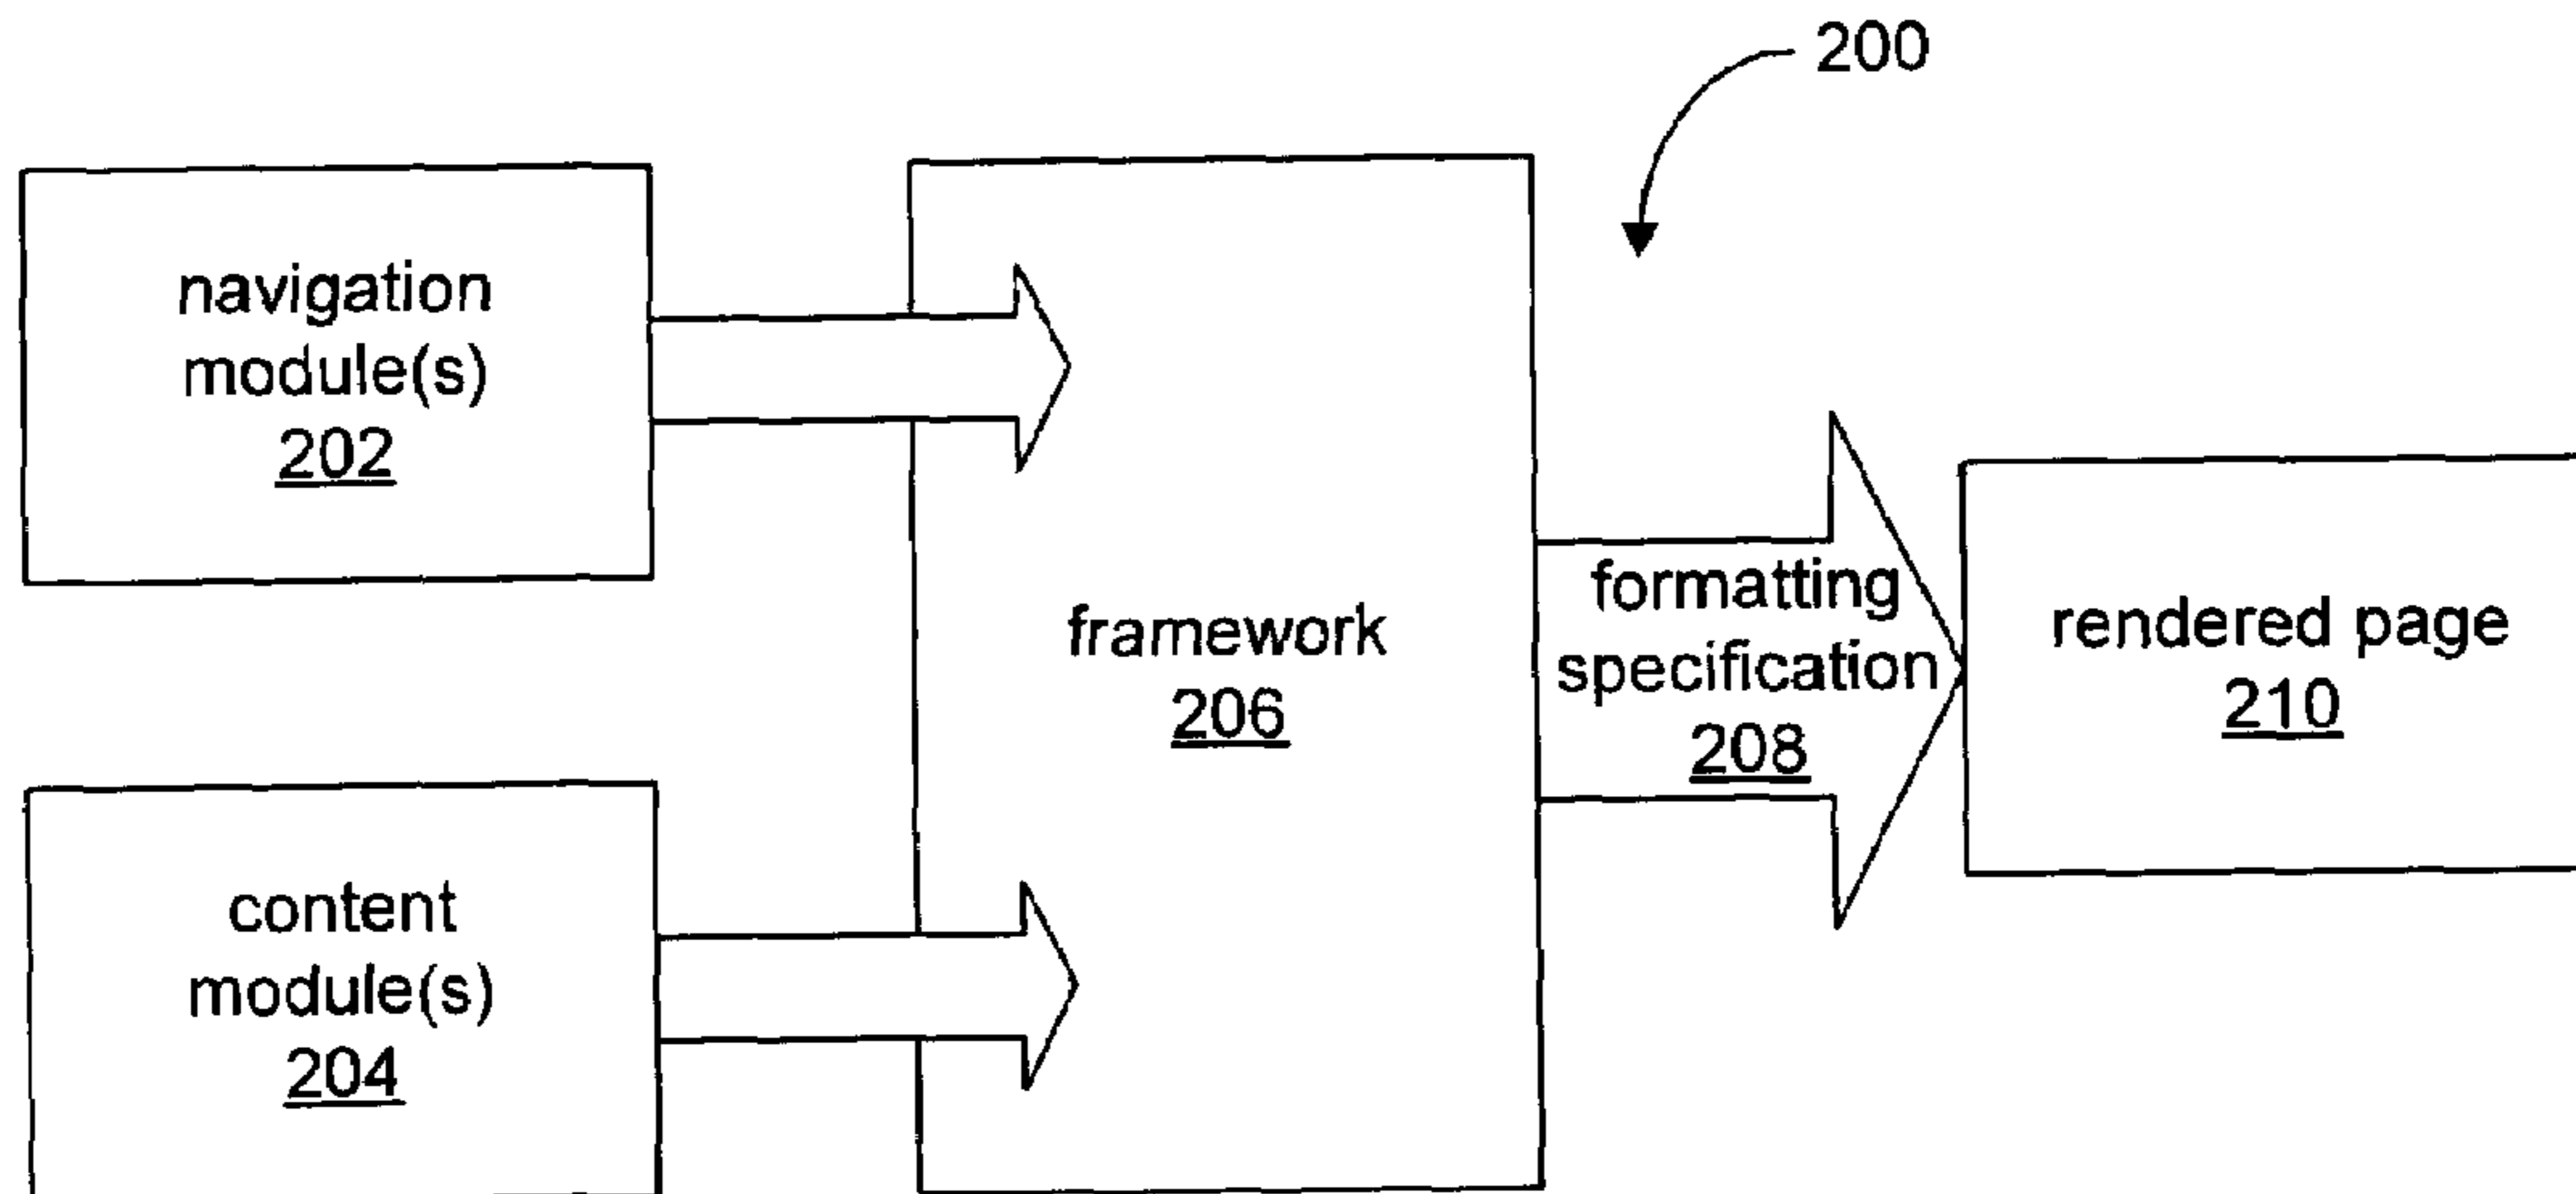 200
navigation
module(s)
202
framework
206
formatting
specification
208
rendered page
210
content
module(s)
204